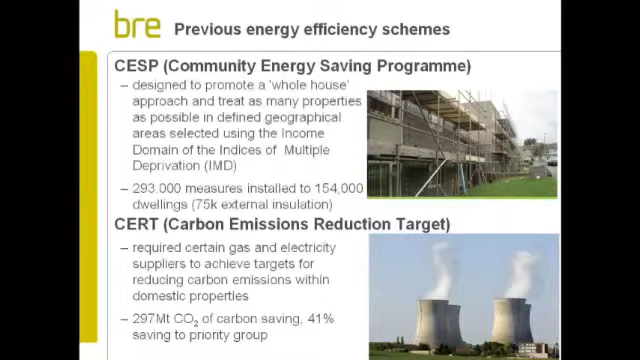 bre
Previous energy efficiency schemes
CESP (Community Energy Saving Programme)
– designed to promote a 'whole house'
approach and treat as many properties
as possible in defined geographical
areas selected using the Income
Domain of the Indices of Multiple
Deprivation (IMD)
– 293.000 measures installed to 154,000
dwellings (75k external insulation)
CERT (Carbon Emissions Reduction Target)
– required certain gas and electricity
suppliers to achieve targets for
reducing carbon emissions within
domestic properties
– 297Mt CO2 of carbon saving, 41%
saving to priority group